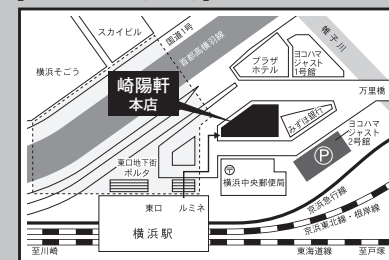 スカイビル
国道1号
首都高横羽線
横浜そごう
崎陽軒
本店
プラザ
ホテル
ヨコハマ
ジャスト
1号館
帷子川
万里橋
みずほ銀行
ヨコハマ
ジャスト
2号館
P
東口地下街
ポルタ
〒
横浜中央郵便局
東口
ルミネ
横浜駅
京浜急行線
京浜東北線・根岸線
至川崎
東海道線
至戸塚